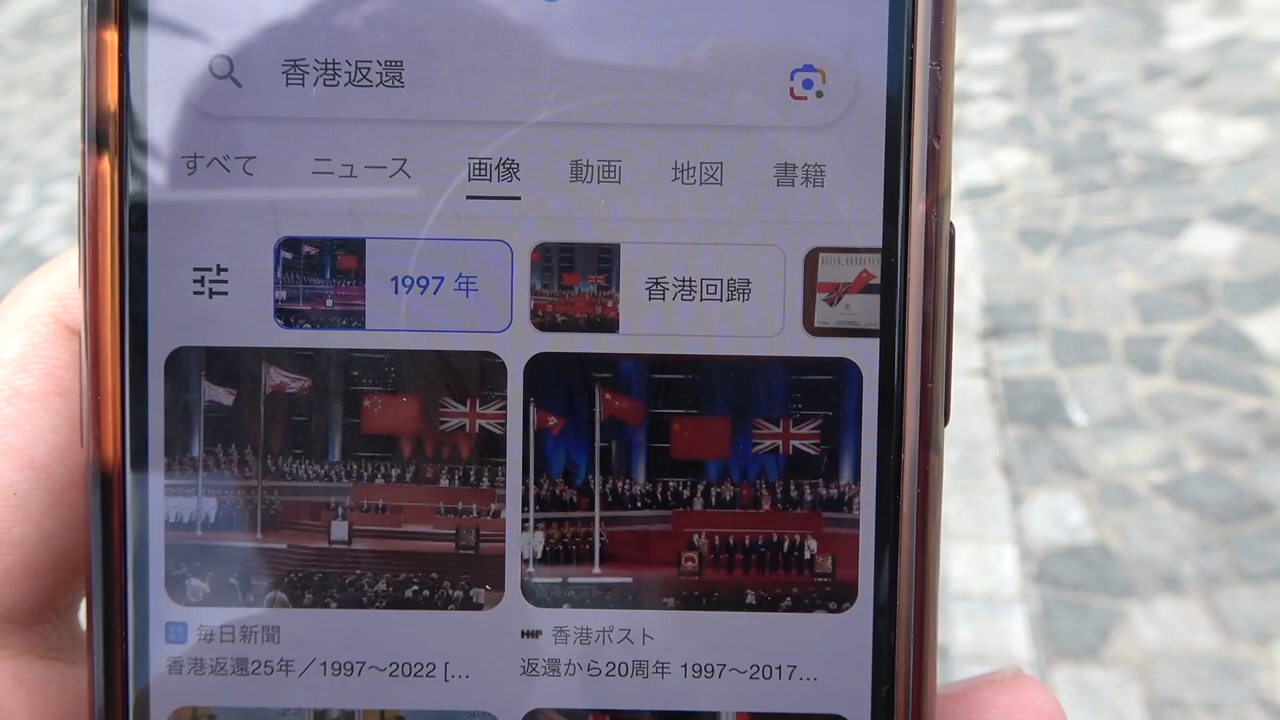 香港返還
すべて ニュース 画像 動画 地図 書籍
1997 年 香港回歸
毎日新聞
香港返還25年／1997〜2022 [...
香港ポスト
返還から20周年 1997〜2017...